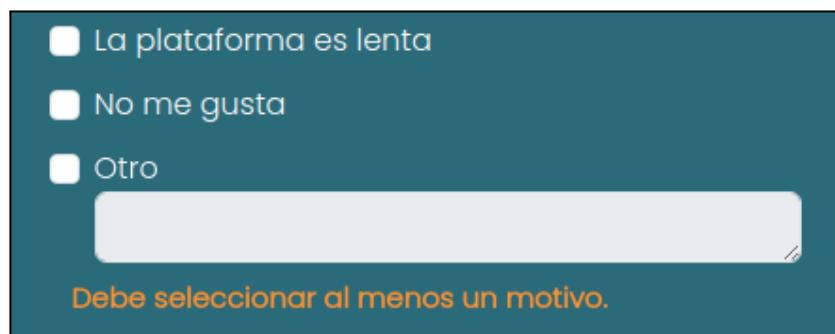 La plataforma es lenta
No me gusta
Otro
Debe seleccionar al menos un motivo.